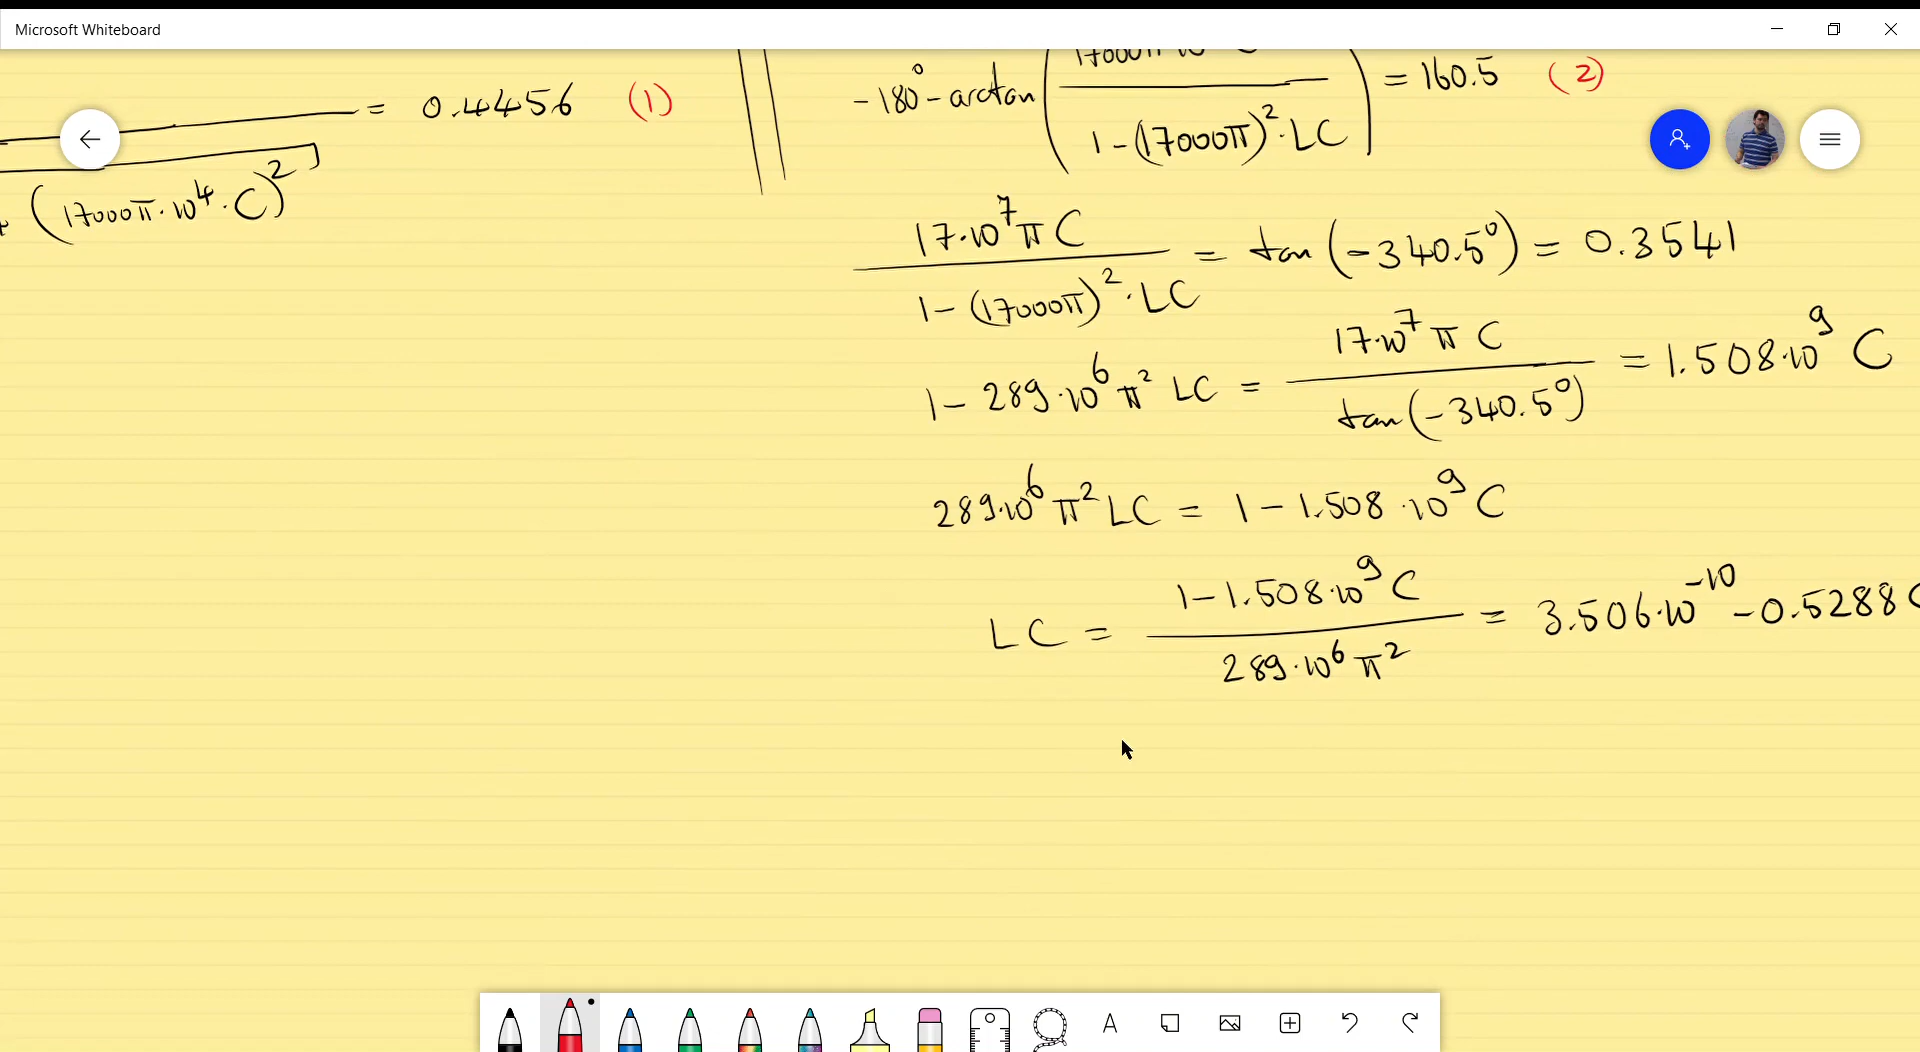 Microsoft Whiteboard
= 0.4456 (1)
(17000π·10⁴·C)²
-180° - arctan( / 1-(17000π)²·LC) = 160.5 (2)
17·10⁷πC / 1-(17000π)²·LC = tan(-340.5°) = 0.3541
1- 289·10⁶π² LC = 17·10⁷ π C / tan(-340.5°) = 1.508·10⁹ C
289·10⁶ π² LC = 1 - 1.508·10⁹ C
LC = 1-1.508·10⁹ C / 289·10⁶ π² = 3.506·10⁻¹⁰ - 0.5288 C
A